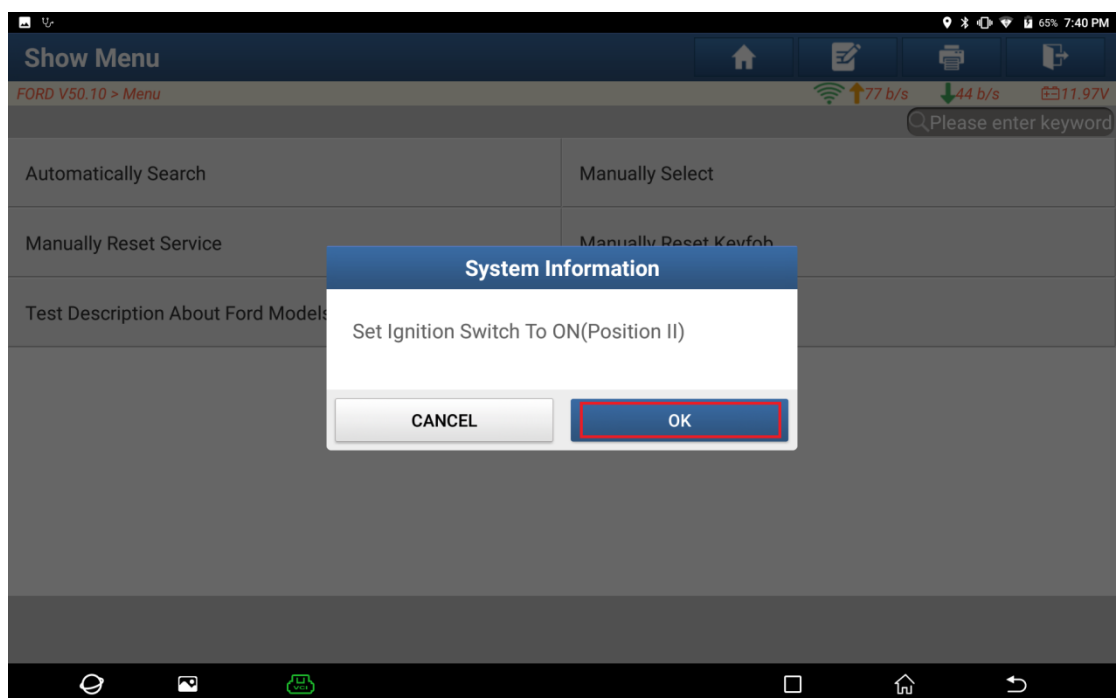 65% 7:40 PM
Show Menu
FORD V50.10 > Menu
77 b/s
44 b/s
11.97V
Please enter keyword
Automatically Search
Manually Select
Manually Reset Service
Manually Reset Keyfob
Test Description About Ford Models
System Information
Set Ignition Switch To ON(Position II)
CANCEL
OK
VCI